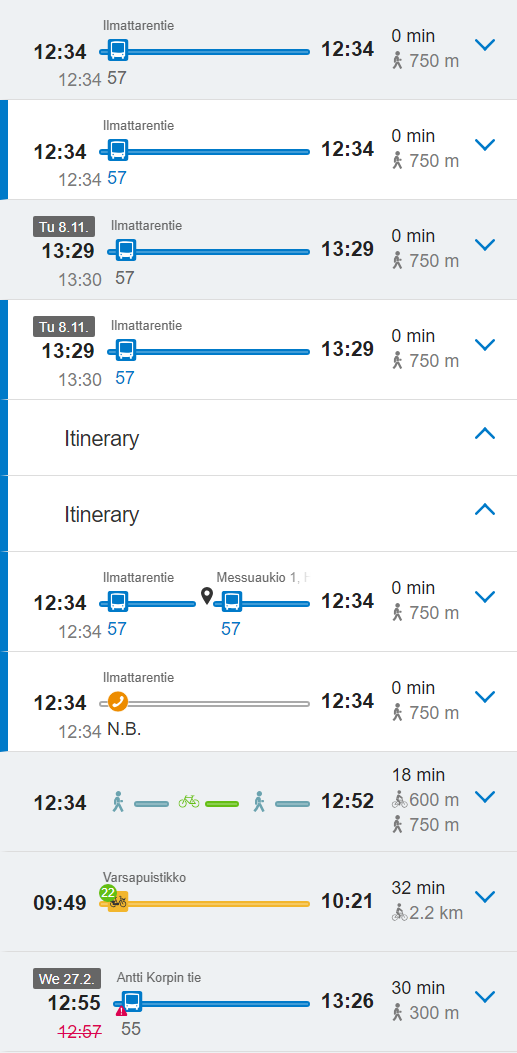 Ilmattarentie
12:34 12:34 0 min
750 m
12:34 57
Ilmattarentie
12:34 12:34 0 min
750 m
12:34 57
Tu 8.11. Ilmattarentie
13:29 13:29 0 min
750 m
13:30 57
Tu 8.11. Ilmattarentie
13:29 13:29 0 min
750 m
13:30 57
Itinerary
Itinerary
Ilmattarentie Messuaukio 1,
12:34 12:34 0 min
750 m
12:34 57 57
Ilmattarentie
12:34 12:34 0 min
750 m
12:34 N.B.
18 min
12:34 12:52 600 m
750 m
Varsapuistikko
22
09:49 10:21 32 min
2.2 km
We 27.2. Antti Korpin tie
12:55 13:26 30 min
300 m
12:57 55